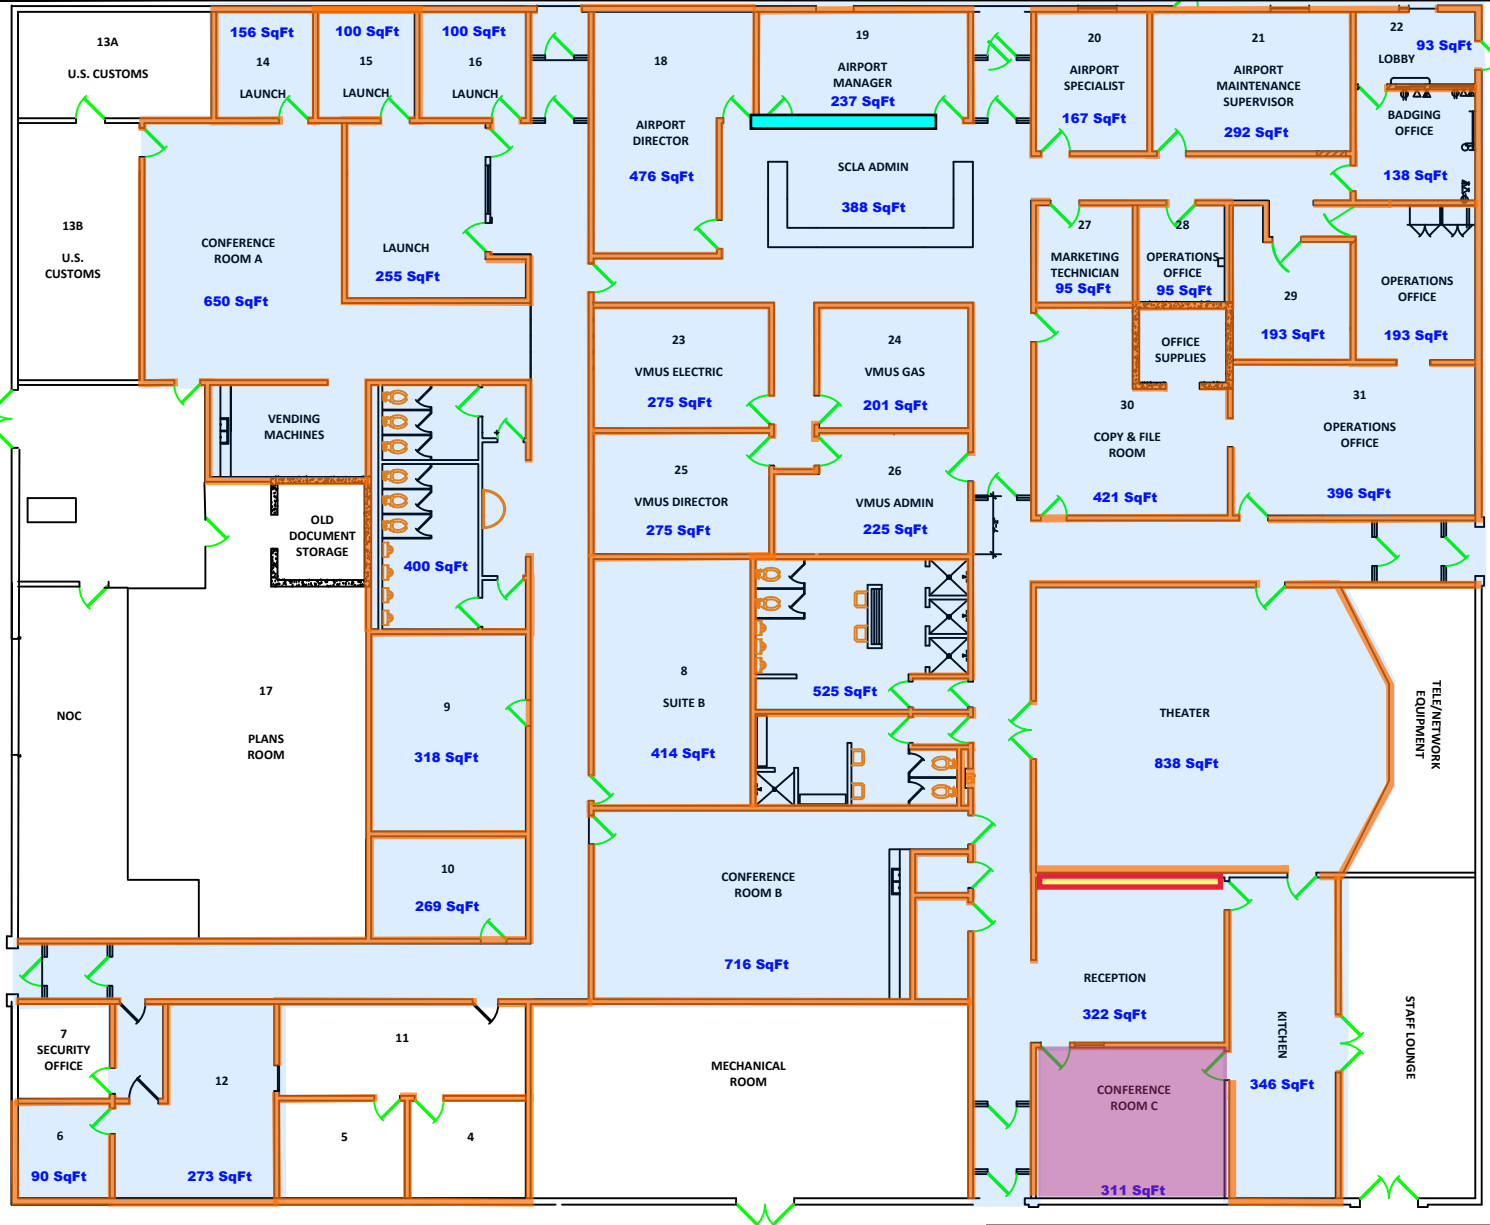 13A
U.S. CUSTOMS
156 SqFt
14
LAUNCH
100 SqFt
15
LAUNCH
100 SqFt
16
LAUNCH
18
AIRPORT
DIRECTOR
476 SqFt
19
AIRPORT
MANAGER
237 SqFt
SCLA ADMIN
388 SqFt
20
AIRPORT
SPECIALIST
167 SqFt
21
AIRPORT
MAINTENANCE
SUPERVISOR
292 SqFt
22
LOBBY
93 SqFt
BADGING
OFFICE
138 SqFt
13B
U.S.
CUSTOMS
CONFERENCE
ROOM A
650 SqFt
LAUNCH
255 SqFt
27
MARKETING
TECHNICIAN
95 SqFt
28
OPERATIONS
OFFICE
95 SqFt
29
193 SqFt
OPERATIONS
OFFICE
193 SqFt
23
VMUS ELECTRIC
275 SqFt
24
VMUS GAS
201 SqFt
OFFICE
SUPPLIES
30
COPY & FILE
ROOM
421 SqFt
31
OPERATIONS
OFFICE
396 SqFt
VENDING
MACHINES
OLD
DOCUMENT
STORAGE
400 SqFt
25
VMUS DIRECTOR
275 SqFt
26
VMUS ADMIN
225 SqFt
NOC
17
PLANS
ROOM
9
318 SqFt
8
SUITE B
414 SqFt
525 SqFt
THEATER
838 SqFt
TELE/NETWORK
EQUIPMENT
10
269 SqFt
CONFERENCE
ROOM B
716 SqFt
RECEPTION
322 SqFt
KITCHEN
346 SqFt
STAFF LOUNGE
7
SECURITY
OFFICE
6
90 SqFt
12
273 SqFt
11
5
4
MECHANICAL
ROOM
CONFERENCE
ROOM C
311 SqFt